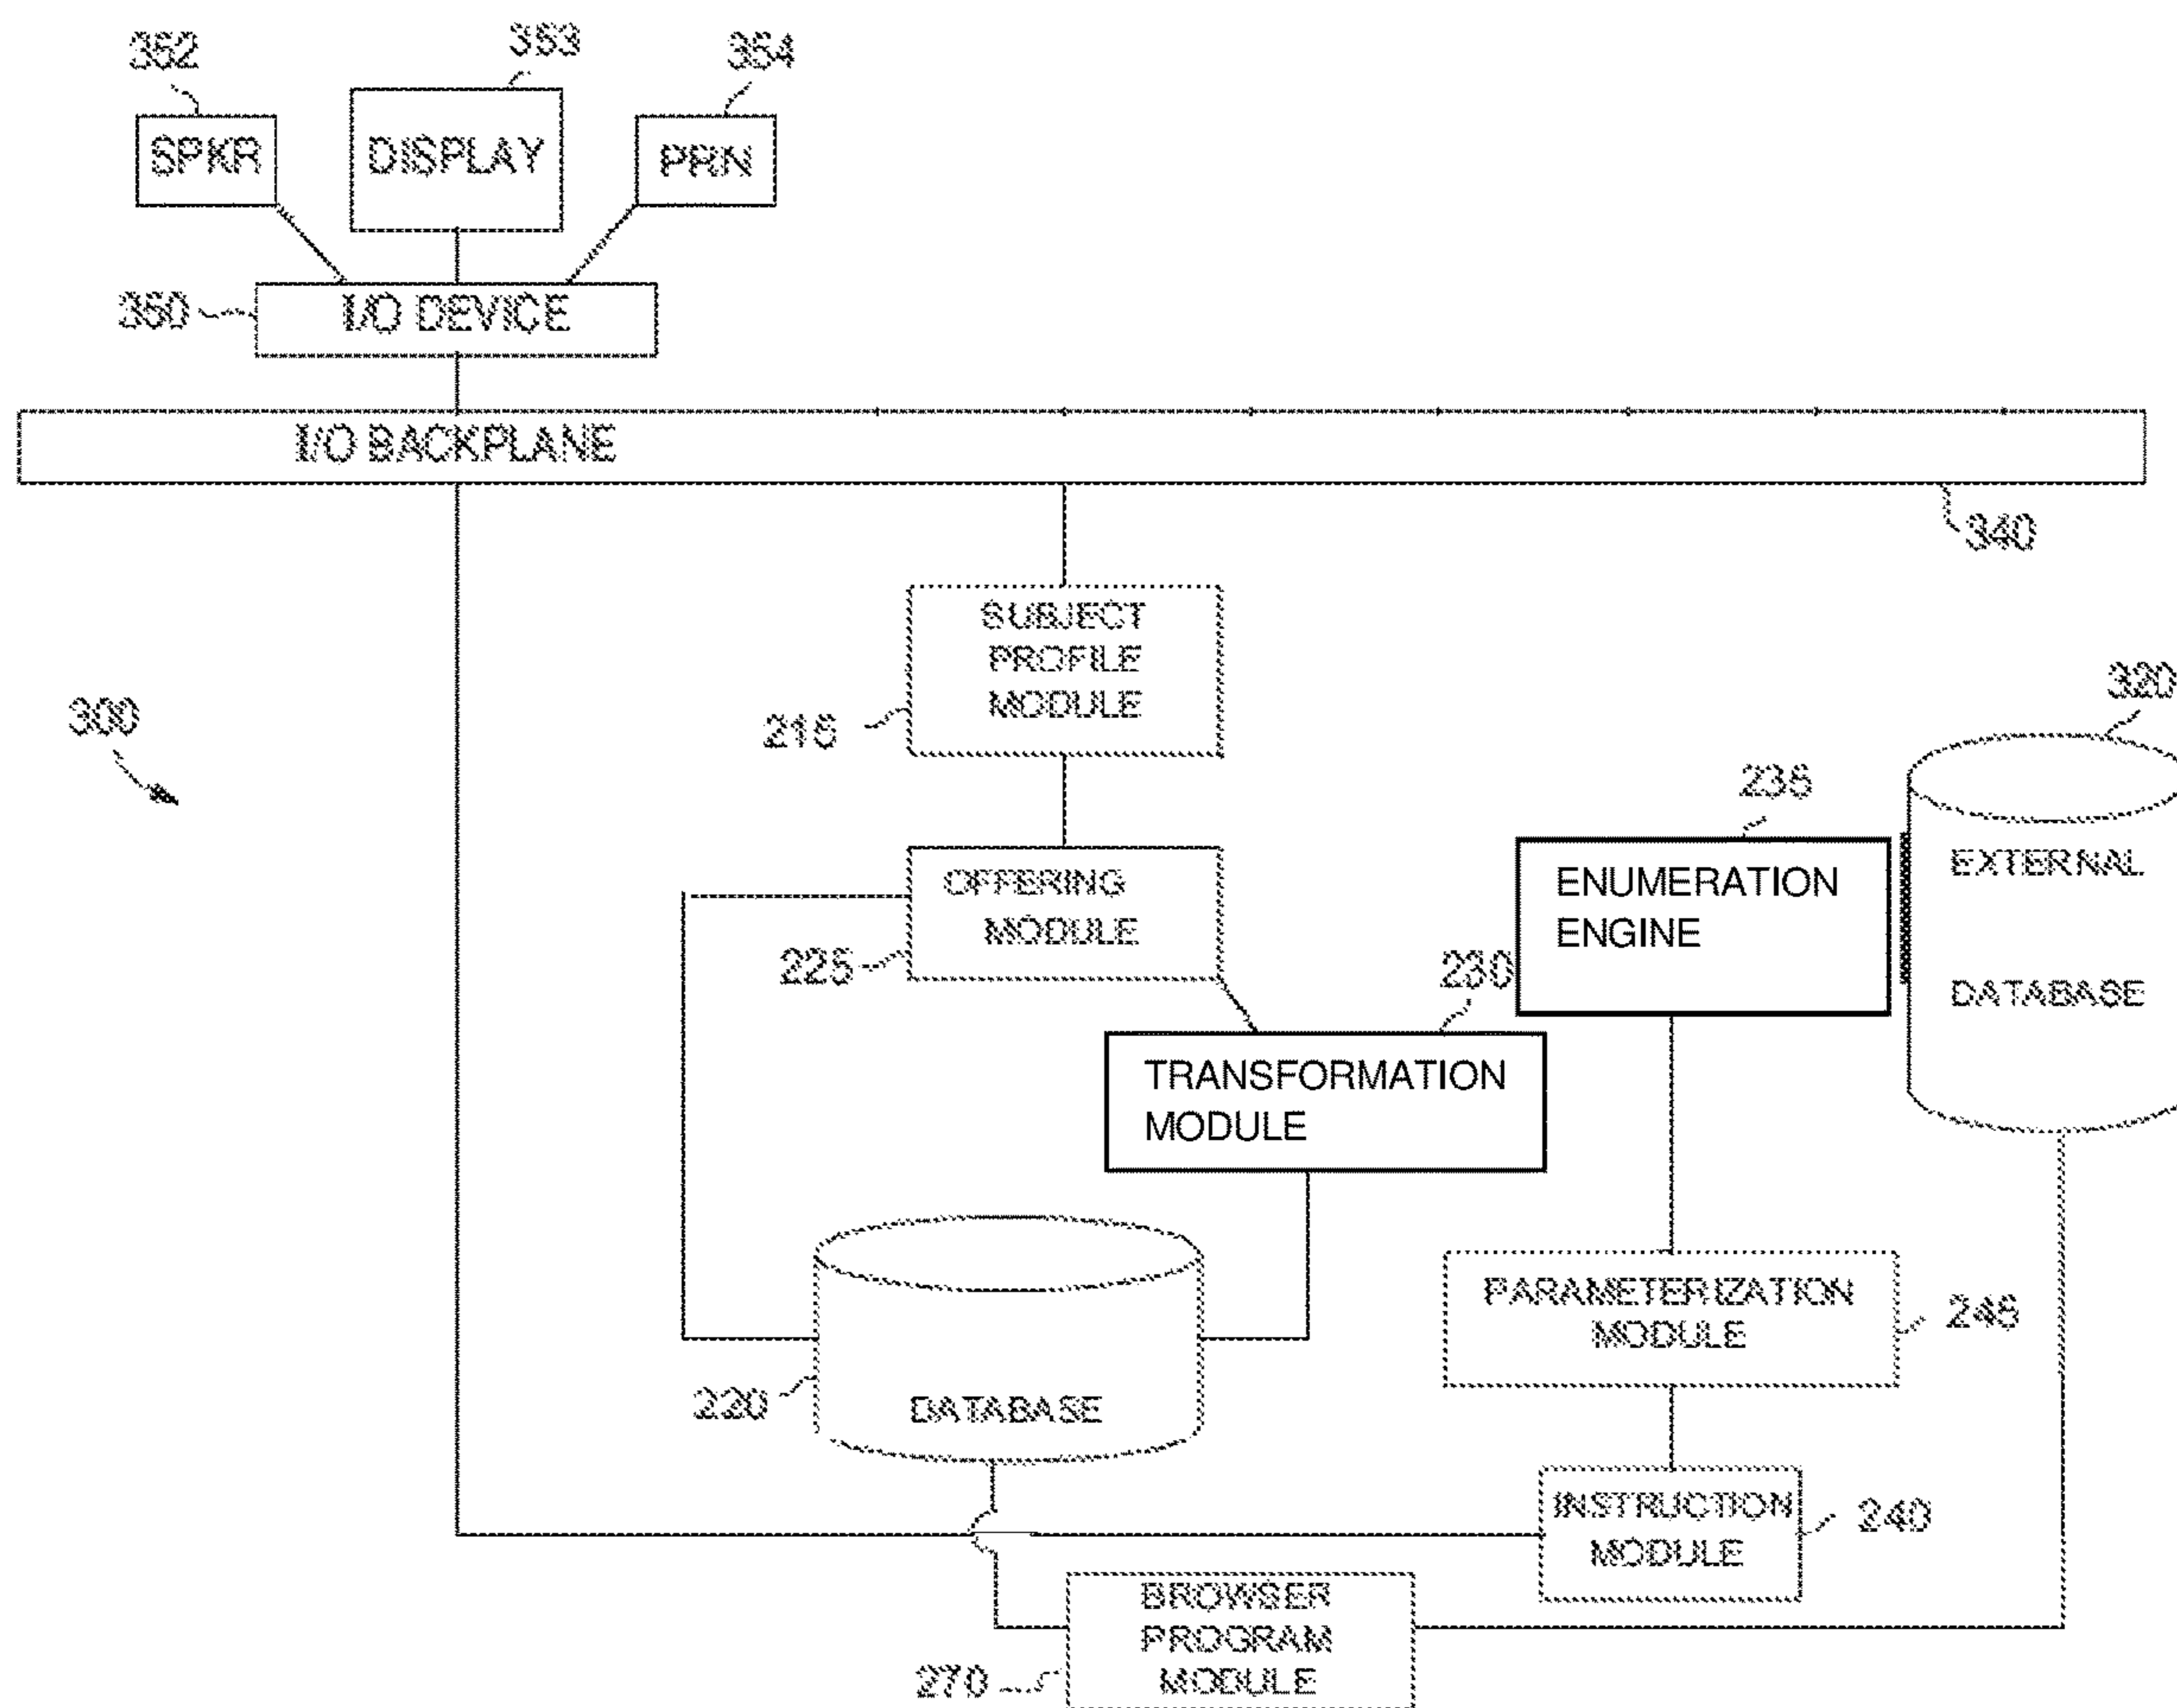 352
353
354
SPKR
DISPLAY
PRN
350
I/O DEVICE
I/O BACKPLANE
340
300
SUBJECT
PROFILE
MODULE
215
320
235
OFFERING
MODULE
225
ENUMERATION
ENGINE
EXTERNAL
DATABASE
230
TRANSFORMATION
MODULE
PARAMETERIZATION
MODULE
245
220
DATABASE
INSTRUCTION
MODULE
240
BROWSER
PROGRAM
MODULE
270